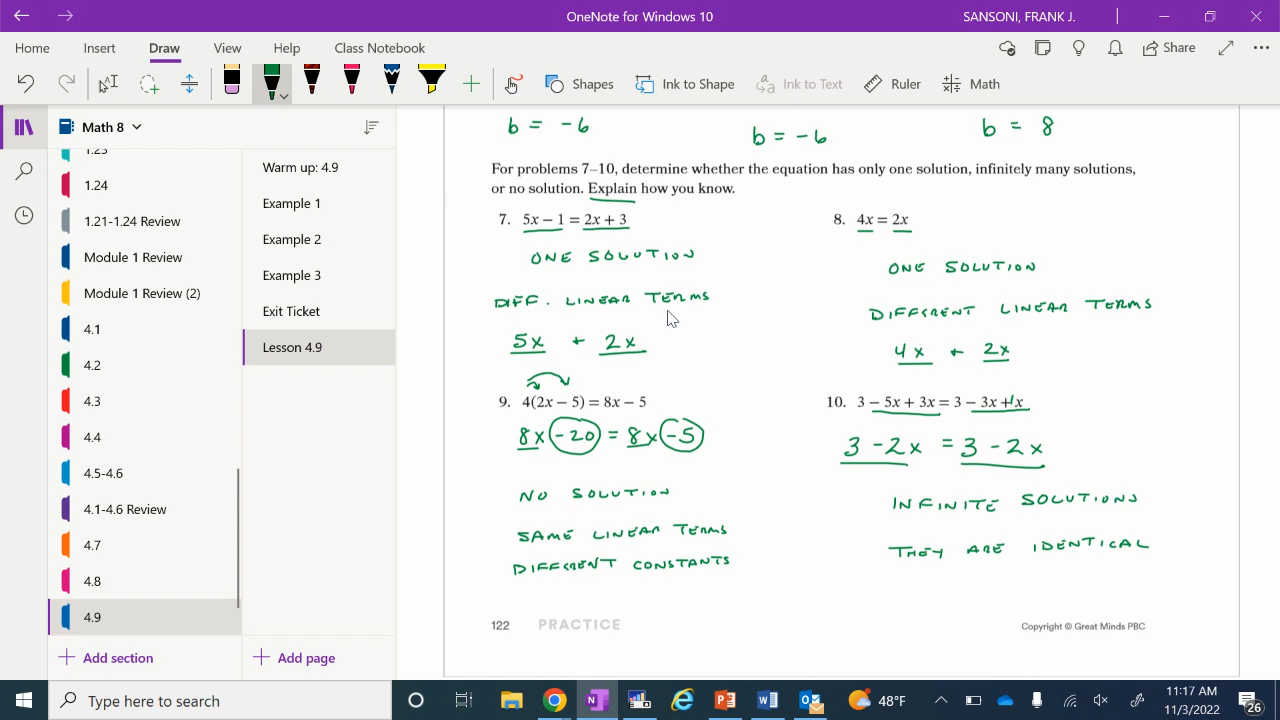 OneNote for Windows 10
SANSONI, FRANK J.
Home Insert Draw View Help Class Notebook Share
Shapes Ink to Shape Ink to Text Ruler Math
Math 8
1.23
1.24
1.21-1.24 Review
Module 1 Review
Module 1 Review (2)
4.1
4.2
4.3
4.4
4.5-4.6
4.1-4.6 Review
4.7
4.8
4.9
Add section
Warm up: 4.9
Example 1
Example 2
Example 3
Exit Ticket
Lesson 4.9
Add page
b = -6 b = -6 b = 8
For problems 7–10, determine whether the equation has only one solution, infinitely many solutions,
or no solution. Explain how you know.
7. 5x − 1 = 2x + 3
ONE SOLUTION
DIFF. LINEAR TERMS
5x + 2x
8. 4x = 2x
ONE SOLUTION
DIFFERENT LINEAR TERMS
4x + 2x
9. 4(2x − 5) = 8x − 5
8x -20 = 8x -5
NO SOLUTION
SAME LINEAR TERMS
DIFFERENT CONSTANTS
10. 3 − 5x + 3x = 3 − 3x + 1x
3 -2x = 3 -2x
INFINITE SOLUTIONS
THEY ARE IDENTICAL
122 PRACTICE
Copyright © Great Minds PBC
Type here to search
48°F
11:17 AM
11/3/2022
26